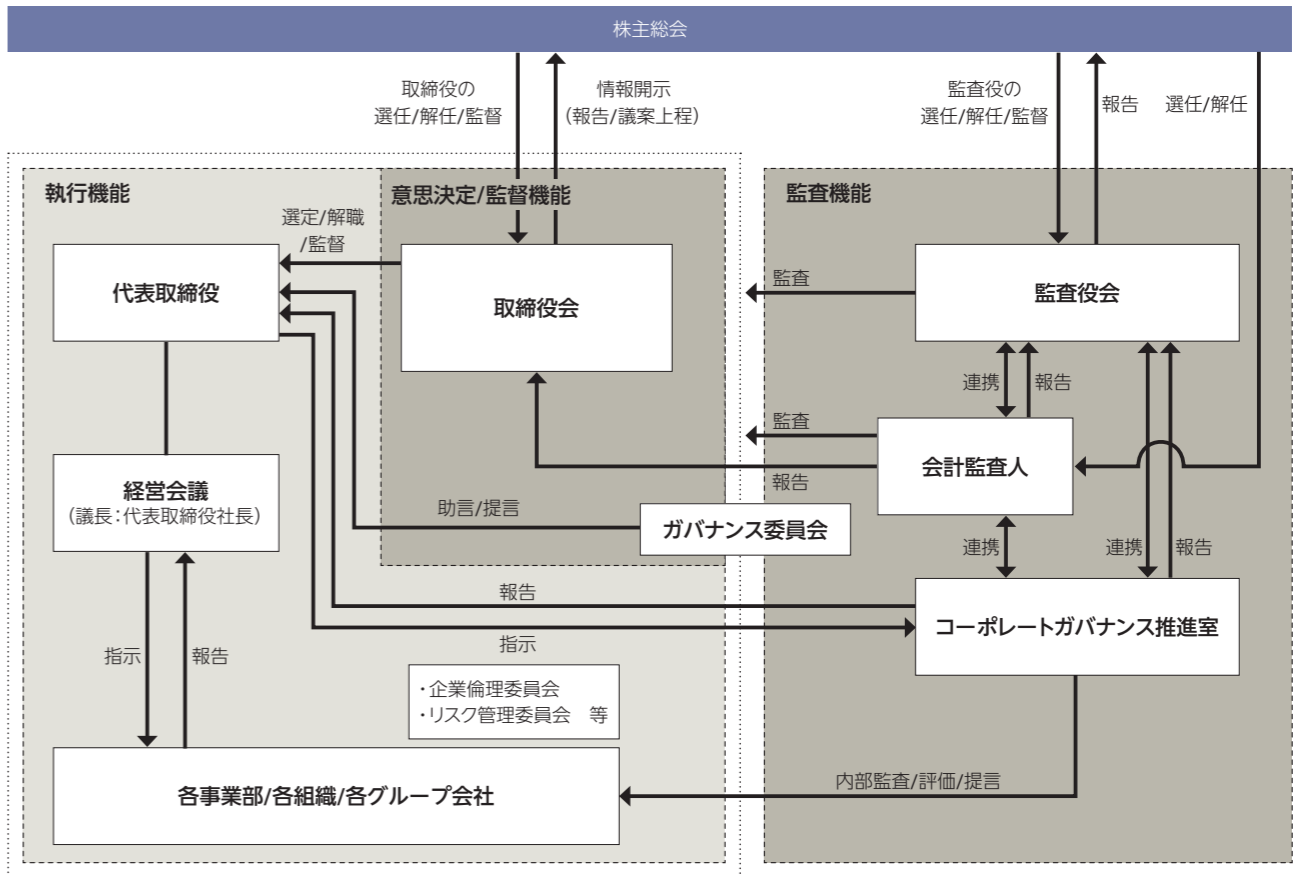 株主総会
取締役の
選任/解任/監督
情報開示
(報告/議案上程)
監査役の
選任/解任/監督
報告
選任/解任
執行機能
意思決定/監督機能
監査機能
選定/解職
/監督
代表取締役
取締役会
監査
監査役会
連携
報告
監査
会計監査人
報告
経営会議
(議長:代表取締役社長)
助言/提言
ガバナンス委員会
連携
連携
報告
報告
コーポレートガバナンス推進室
指示
指示
報告
・企業倫理委員会
・リスク管理委員会 等
各事業部/各組織/各グループ会社
内部監査/評価/提言